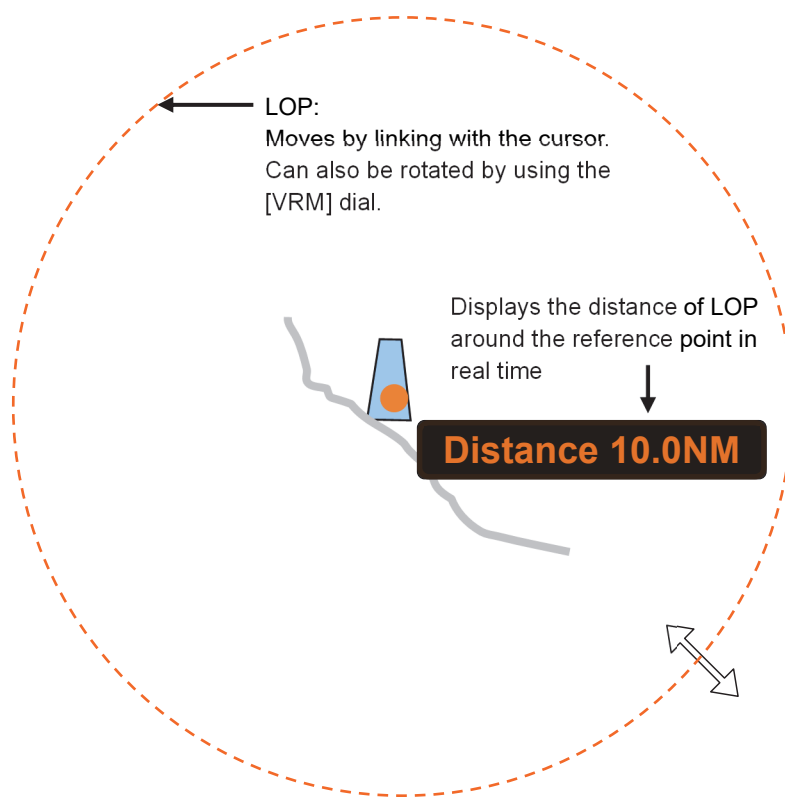 LOP:
Moves by linking with the cursor.
Can also be rotated by using the
[VRM] dial.
Displays the distance of LOP
around the reference point in
real time
Distance 10.0NM